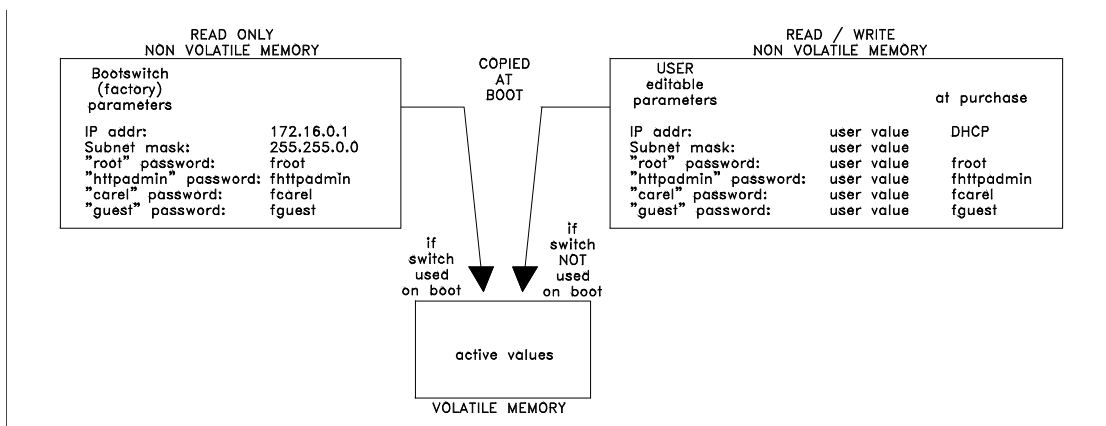 READ ONLY
NON VOLATILE MEMORY
Bootswitch
(factory)
parameters
IP addr: 172.16.0.1
Subnet mask: 255.255.0.0
"root" password: froot
"httpadmin" password: fhttpadmin
"carel" password: fcarel
"guest" password: fguest
COPIED
AT
BOOT
READ / WRITE
NON VOLATILE MEMORY
USER
editable
parameters
at purchase
IP addr: user value DHCP
Subnet mask: user value
"root" password: user value froot
"httpadmin" password: user value fhttpadmin
"carel" password: user value fcarel
"guest" password: user value fguest
if
switch
used
on boot
if
switch
NOT
used
on boot
active values
VOLATILE MEMORY